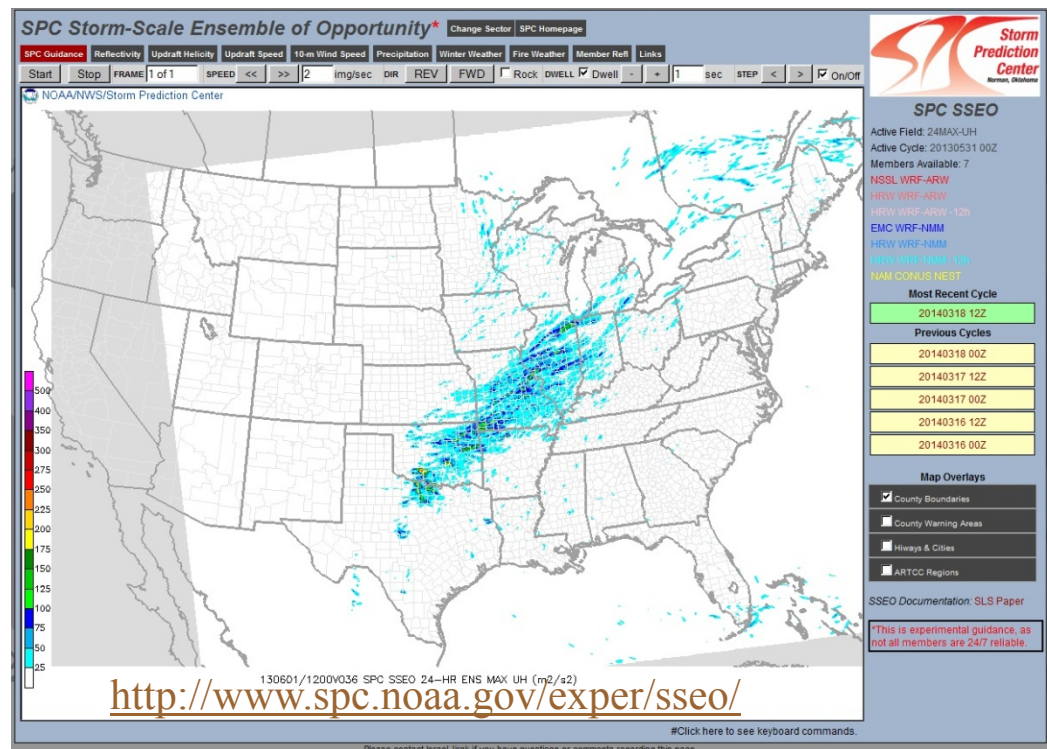 SPC Storm-Scale Ensemble of Opportunity*
Change Sector
SPC Homepage
SPC Guidance
Reflectivity
Updraft Helicity
Updraft Speed
10-m Wind Speed
Precipitation
Winter Weather
Fire Weather
Member Refl
Links
Start Stop FRAME 1 of 1 SPEED << >> 2 img/sec DIR REV FWD Rock DWELL Dwell - + 1 sec STEP < > On/Off
NOAA/NWS/Storm Prediction Center
500
400
350
300
275
250
225
200
175
150
125
100
75
50
25
130601/1200V036 SPC SSEO 24-HR ENS MAX UH (m2/s2)
http://www.spc.noaa.gov/exper/sseo/
#Click here to see keyboard commands.
Storm
Prediction
Center
Norman, Oklahoma
SPC SSEO
Active Field: 24MAX-UH
Active Cycle: 20130531 00Z
Members Available: 7
NSSL WRF-ARW
HRW WRF-ARW
HRW WRF-ARW -12h
EMC WRF-NMM
HRW WRF-NMM
HRW WRF-NMM -12h
NAM CONUS NEST
Most Recent Cycle
20140318 12Z
Previous Cycles
20140318 00Z
20140317 12Z
20140317 00Z
20140316 12Z
20140316 00Z
Map Overlays
County Boundaries
County Warning Areas
Hiways & Cities
ARTCC Regions
SSEO Documentation: SLS Paper
*This is experimental guidance, as
not all members are 24/7 reliable.